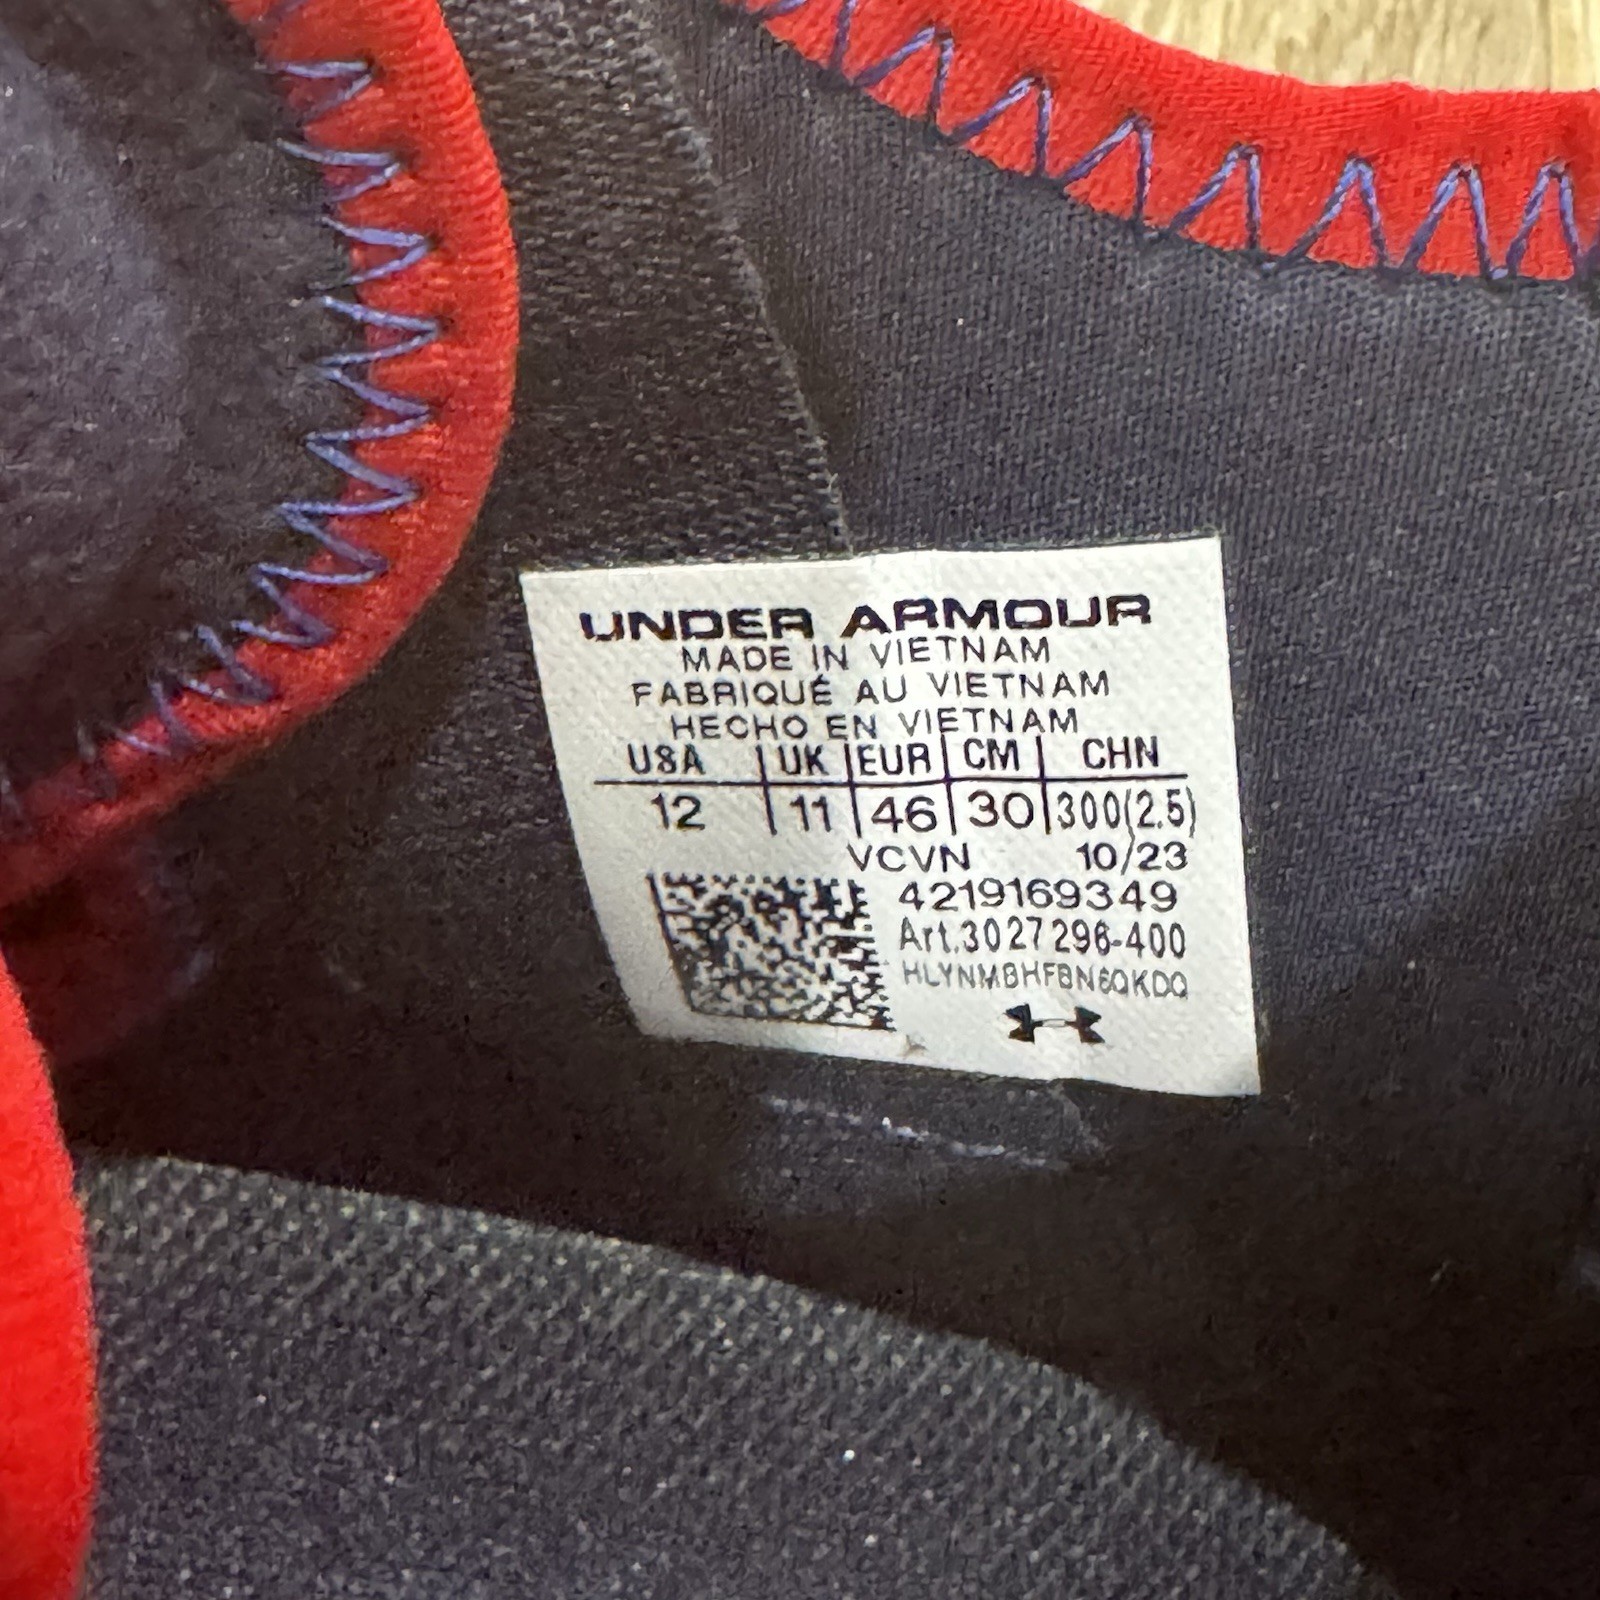 UNDER ARMOUR
MADE IN VIETNAM
FABRIQUÉ AU VIETNAM
HECHO EN VIETNAM
USA | UK | EUR | CM | CHN
12 | 11 | 46 | 30 | 300(2.5)
VCVN 10/23
4219169349
Art.3027296-400